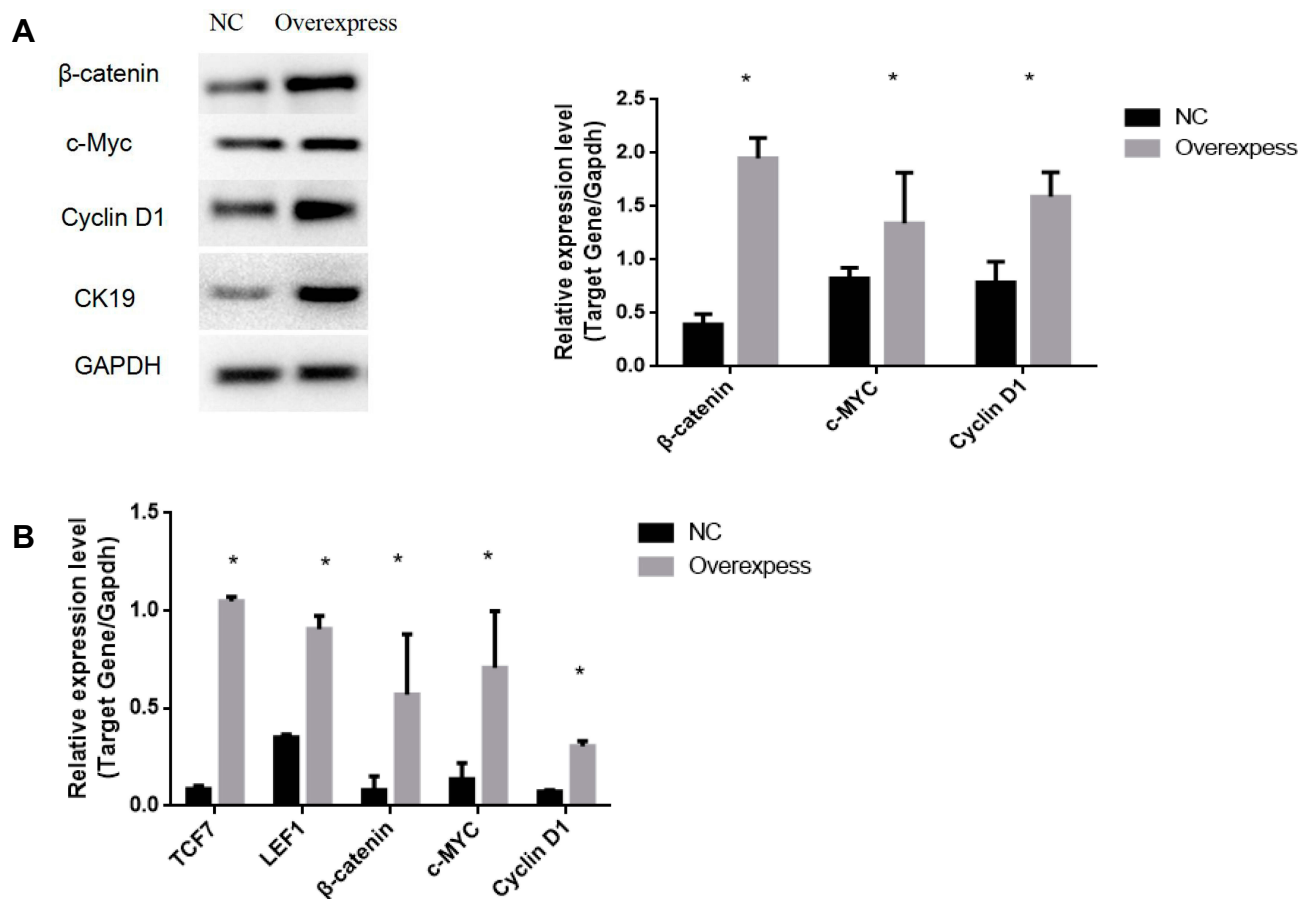 A
NC Overexpress
β-catenin
c-Myc
Cyclin D1
CK19
GAPDH
* * *
Relative expression level
(Target Gene/Gapdh)
2.5
2.0
1.5
1.0
0.5
0.0
β-catenin
c-MYC
Cyclin D1
NC
Overexpess
B
Relative expression level
(Target Gene/Gapdh)
1.5
1.0
0.5
0.0
* * * * *
TCF7
LEF1
β-catenin
c-MYC
Cyclin D1
NC
Overexpess